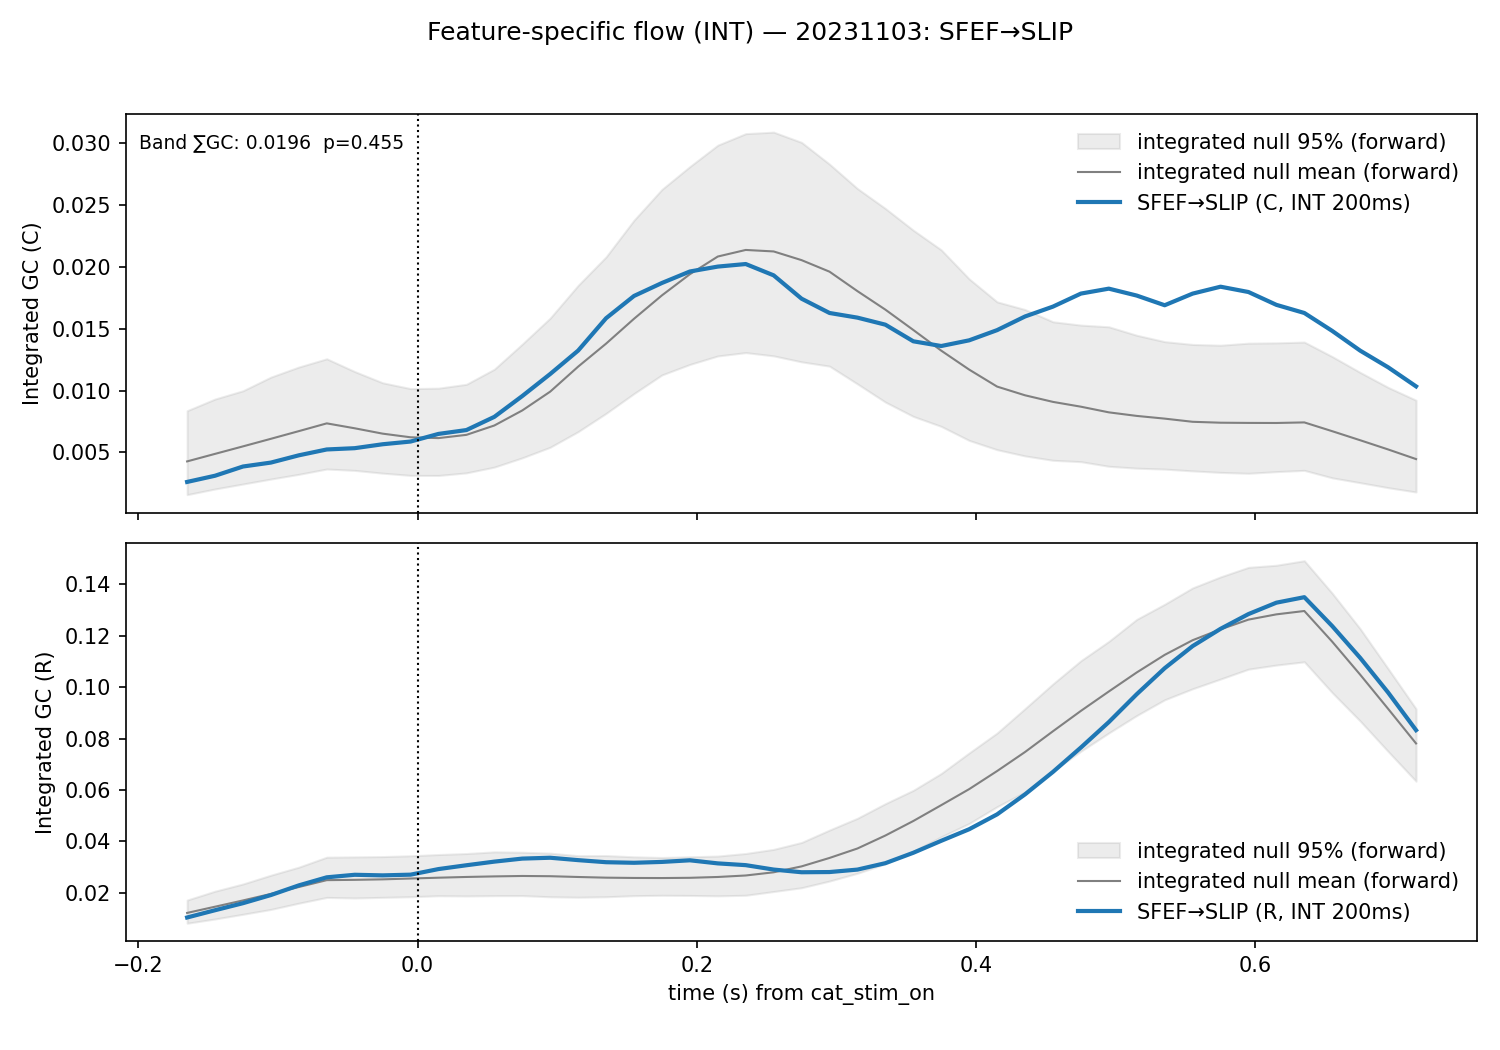 Feature-specific flow (INT) — 20231103: SFEF→SLIP
Band ∑GC: 0.0196  p=0.455
integrated null 95% (forward)
integrated null mean (forward)
SFEF→SLIP (C, INT 200ms)
Integrated GC (C)
0.030
0.025
0.020
0.015
0.010
0.005
Integrated GC (R)
0.14
0.12
0.10
0.08
0.06
0.04
0.02
integrated null 95% (forward)
integrated null mean (forward)
SFEF→SLIP (R, INT 200ms)
−0.2 0.0 0.2 0.4 0.6
time (s) from cat_stim_on